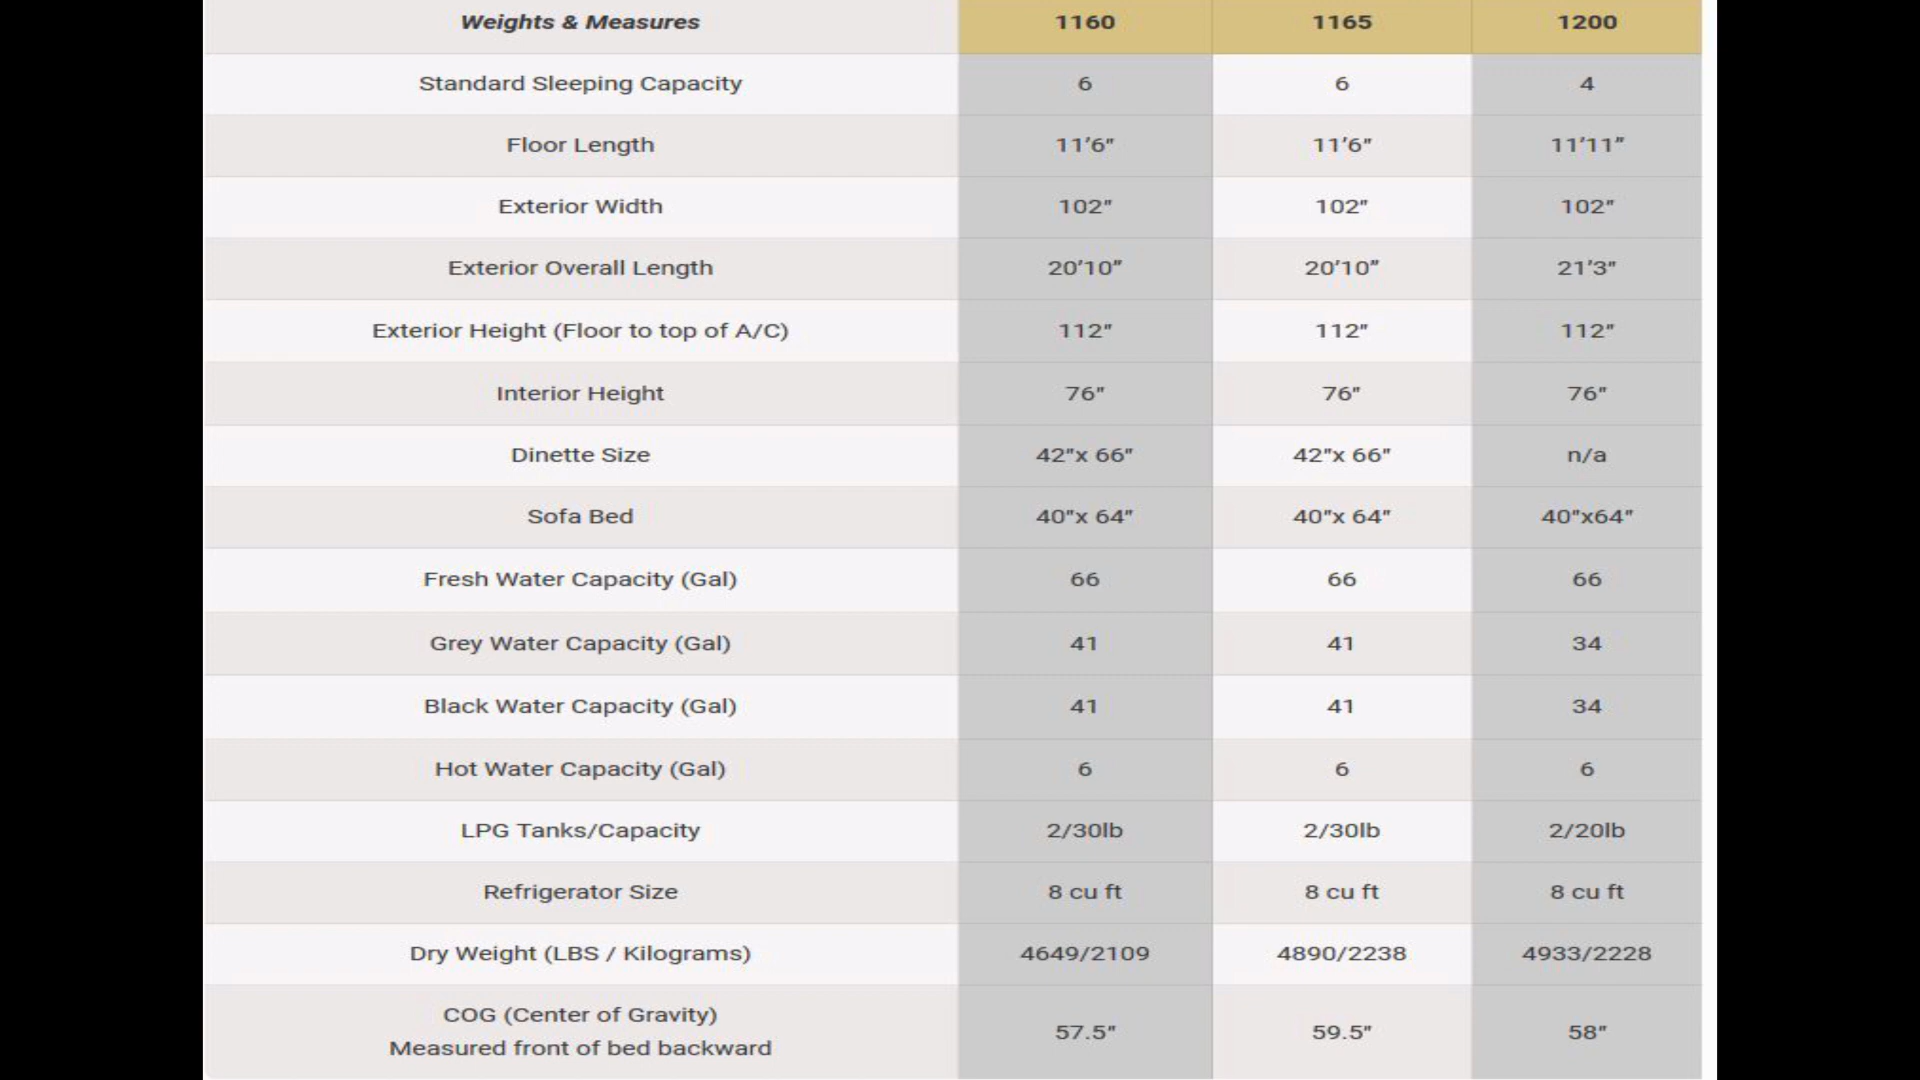 Weights & Measures 1160 1165 1200
Standard Sleeping Capacity 6 6 4
Floor Length 11’6” 11’6” 11’11”
Exterior Width 102” 102” 102”
Exterior Overall Length 20’10” 20’10” 21’3”
Exterior Height (Floor to top of A/C) 112” 112” 112”
Interior Height 76” 76” 76”
Dinette Size 42”x 66” 42”x 66” n/a
Sofa Bed 40”x 64” 40”x 64” 40”x64”
Fresh Water Capacity (Gal) 66 66 66
Grey Water Capacity (Gal) 41 41 34
Black Water Capacity (Gal) 41 41 34
Hot Water Capacity (Gal) 6 6 6
LPG Tanks/Capacity 2/30lb 2/30lb 2/20lb
Refrigerator Size 8 cu ft 8 cu ft 8 cu ft
Dry Weight (LBS / Kilograms) 4649/2109 4890/2238 4933/2228
COG (Center of Gravity)
Measured front of bed backward 57.5” 59.5” 58”